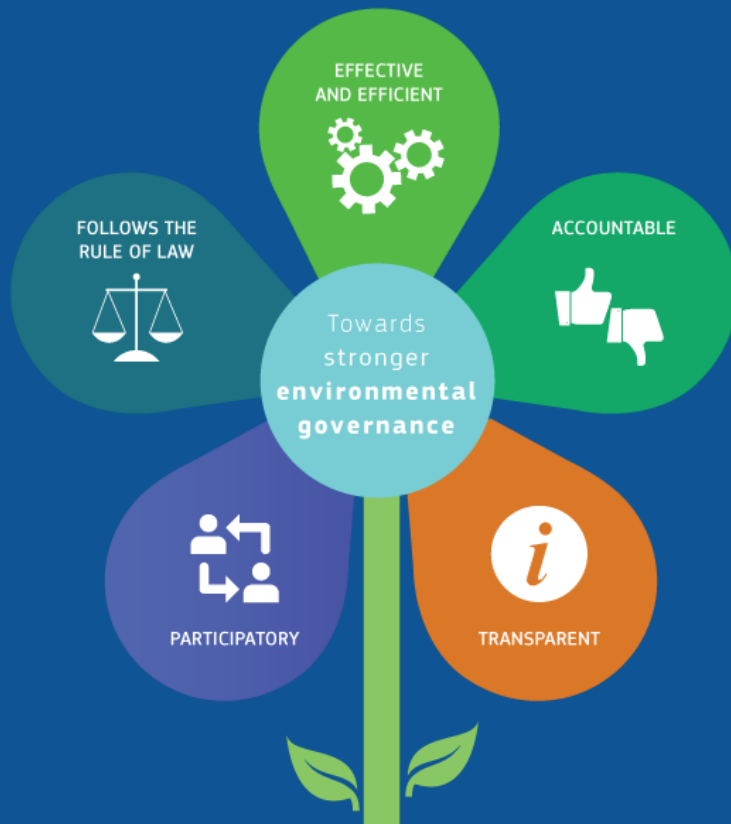 EFFECTIVE
AND EFFICIENT
FOLLOWS THE
RULE OF LAW
ACCOUNTABLE
Towards
stronger
environmental
governance
PARTICIPATORY
i
TRANSPARENT